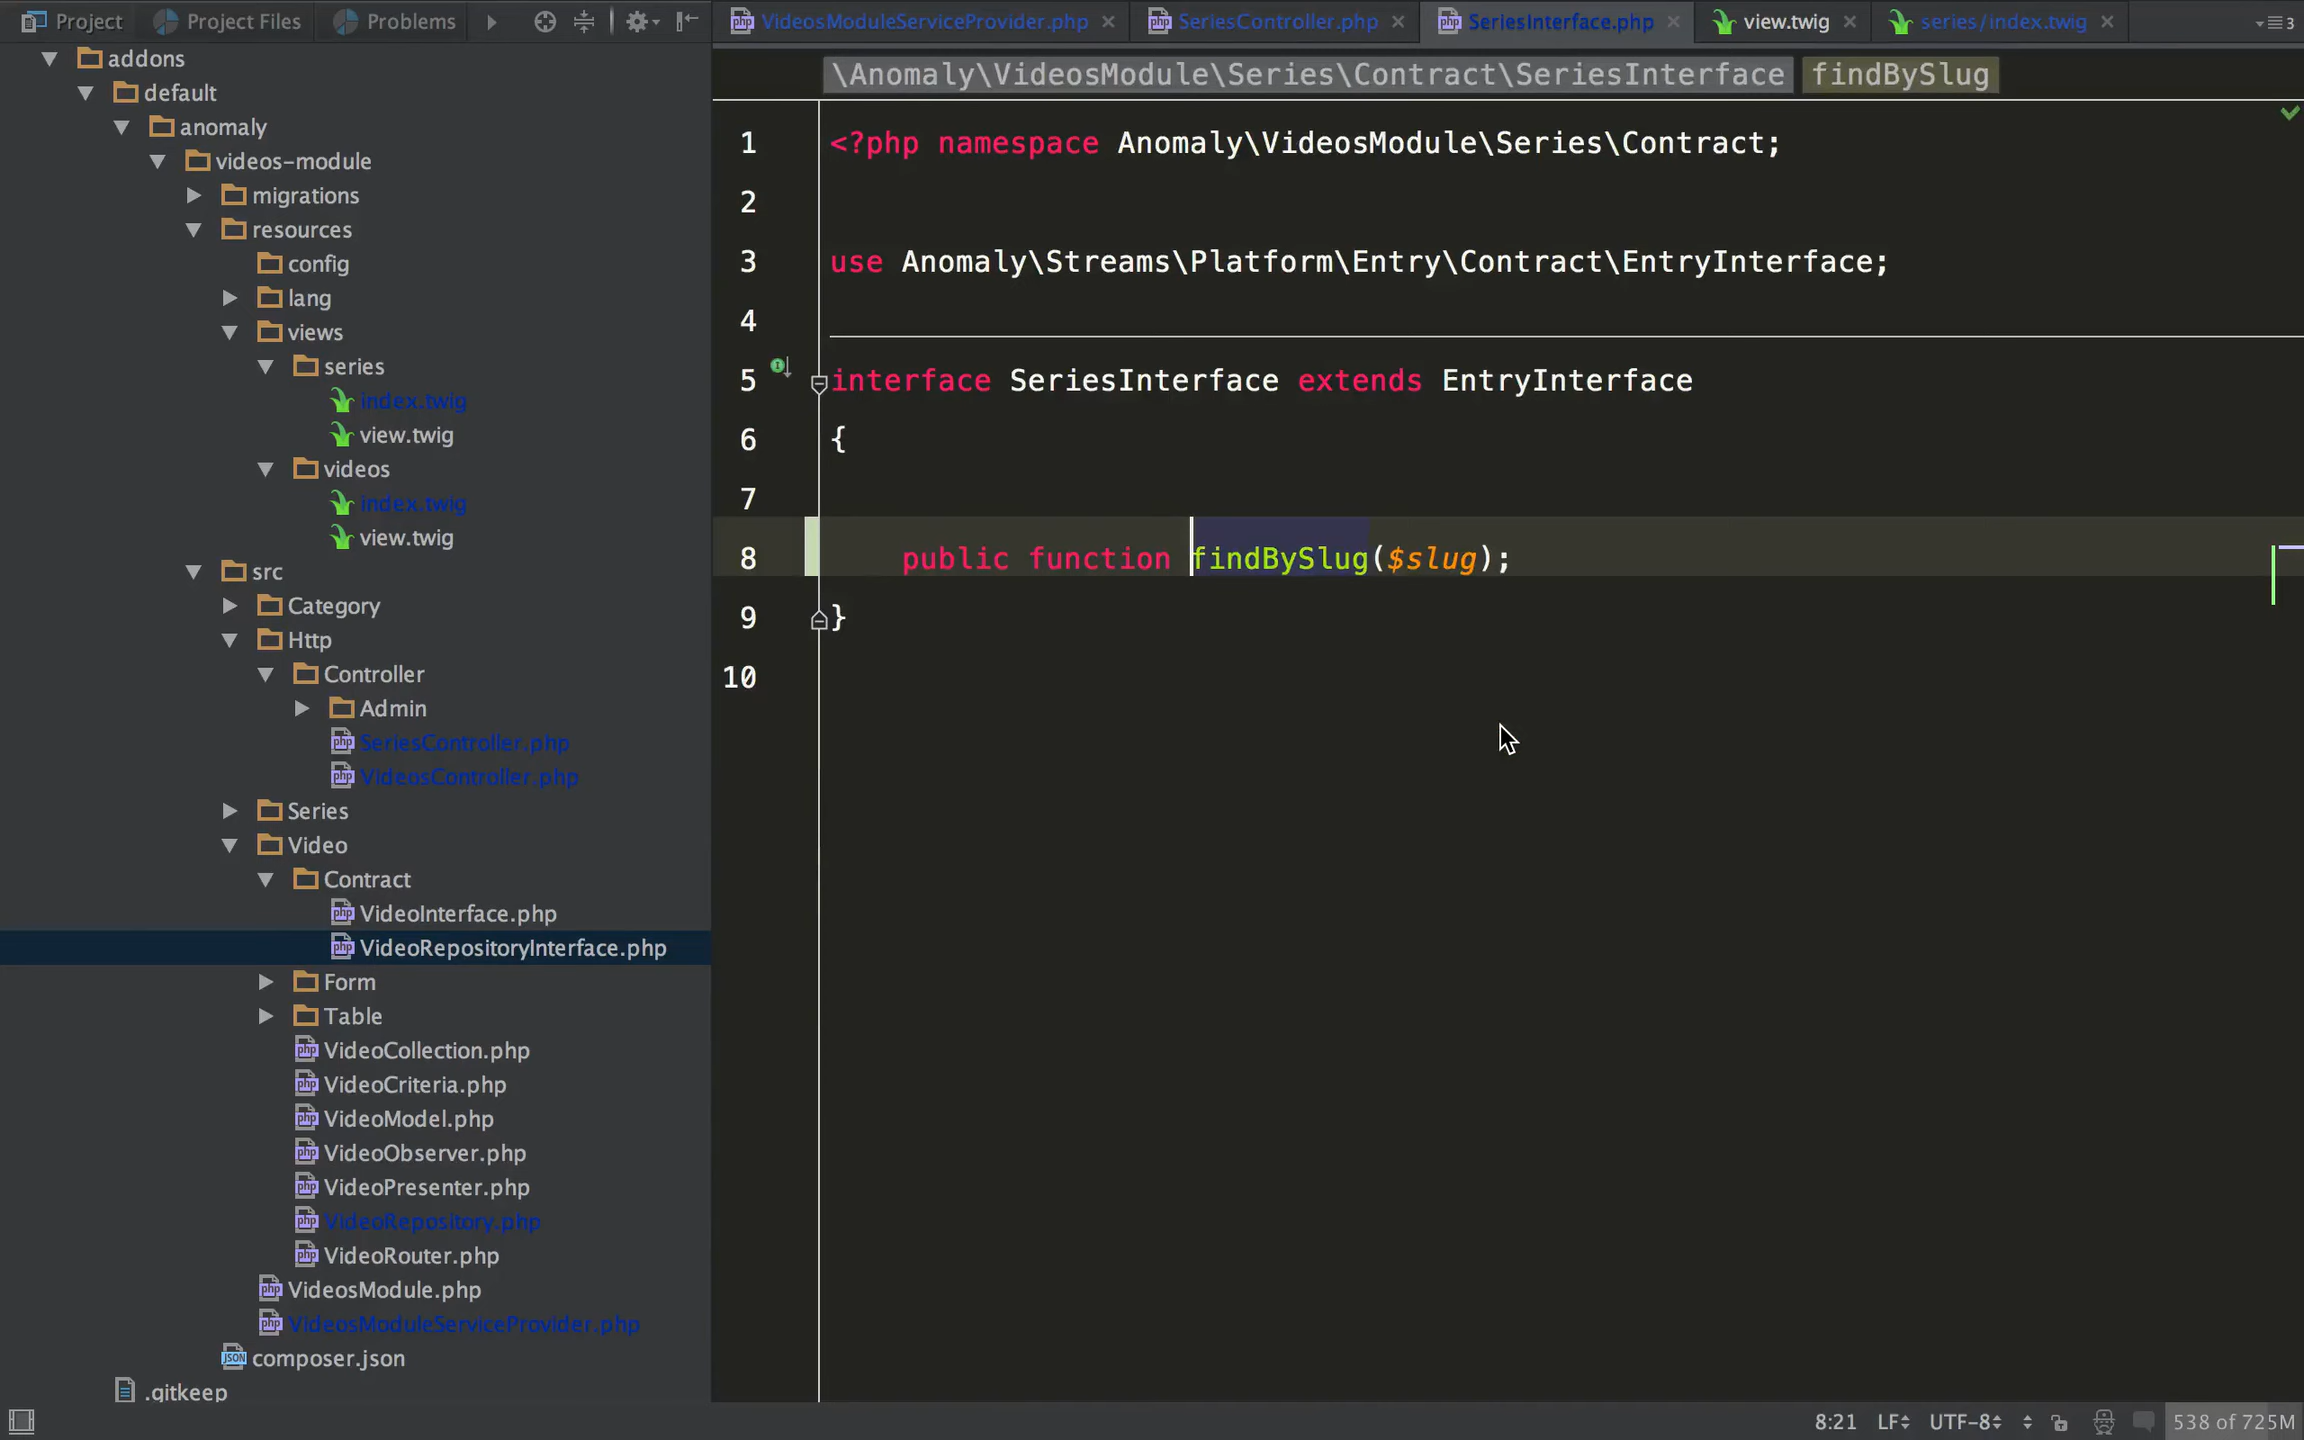 Project Project Files Problems
VideosModuleServiceProvider.php SeriesController.php SeriesInterface.php view.twig series/index.twig 3
\Anomaly\VideosModule\Series\Contract\SeriesInterface findBySlug
addons
default
anomaly
videos-module
migrations
resources
config
lang
views
series
index.twig
view.twig
videos
index.twig
view.twig
src
Category
Http
Controller
Admin
SeriesController.php
VideosController.php
Series
Video
Contract
VideoInterface.php
VideoRepositoryInterface.php
Form
Table
VideoCollection.php
VideoCriteria.php
VideoModel.php
VideoObserver.php
VideoPresenter.php
VideoRepository.php
VideoRouter.php
VideosModule.php
VideosModuleServiceProvider.php
composer.json
.gitkeep
1 <?php namespace Anomaly\VideosModule\Series\Contract;
2
3 use Anomaly\Streams\Platform\Entry\Contract\EntryInterface;
4
5 interface SeriesInterface extends EntryInterface
6 {
7
8 public function findBySlug($slug);
9 }
10
8:21 LF UTF-8 538 of 725M